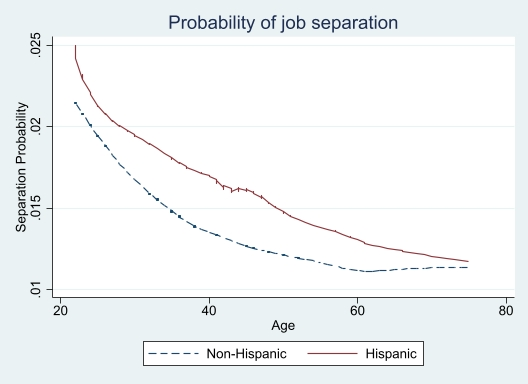 Probability of job separation
Separation Probability
.025
.02
.015
.01
20 40 60 80
Age
Non-Hispanic Hispanic